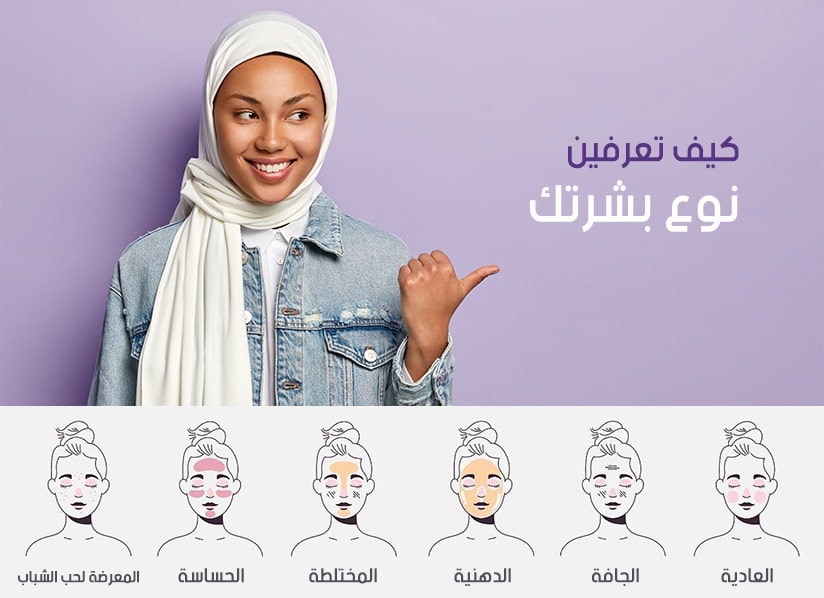 كيف تعرفين
نوع بشرتك
العادية
الجافة
الدهنية
المختلطة
الحساسة
المعرضة لحب الشباب